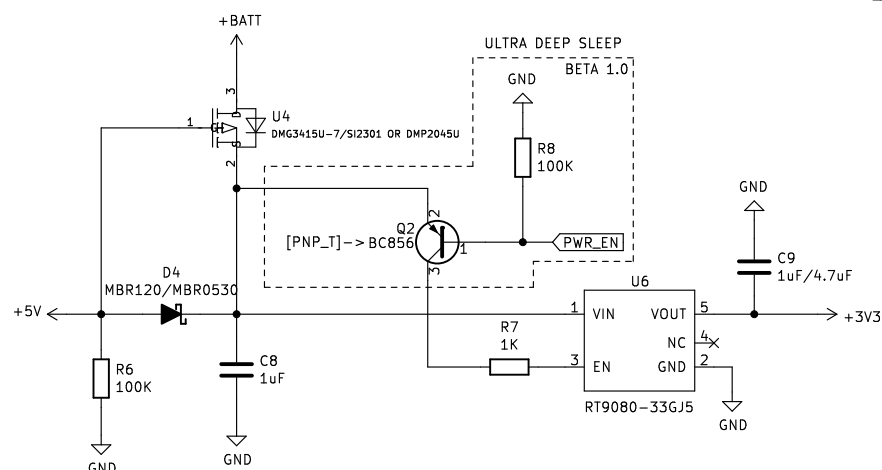 +BATT
ULTRA DEEP SLEEP
BETA 1.0
GND
3
U4
1
DMG3415U-7/SI2301 OR DMP2045U
G
D
S
2
R8
100K
GND
Q2
2
[PNP_T]-> BC856
1
PWR_EN
3
C9
1uF/4.7uF
D4
MBR120/MBR0530
U6
+5V
1
VIN
VOUT
5
+3V3
R7
1K
NC
4
R6
100K
C8
1uF
3
EN
GND
2
RT9080-33GJ5
GND
GND
GND